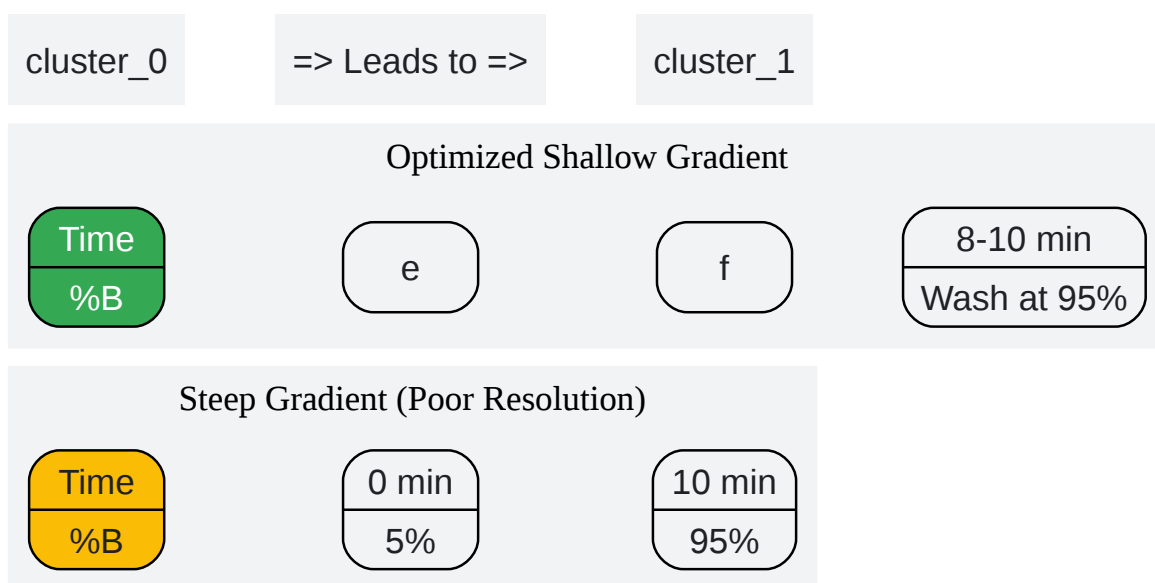 cluster_0
=> Leads to =>
cluster_1
Optimized Shallow Gradient
Time
%B
e
f
8-10 min
Wash at 95%
Steep Gradient (Poor Resolution)
Time
%B
0 min
5%
10 min
95%